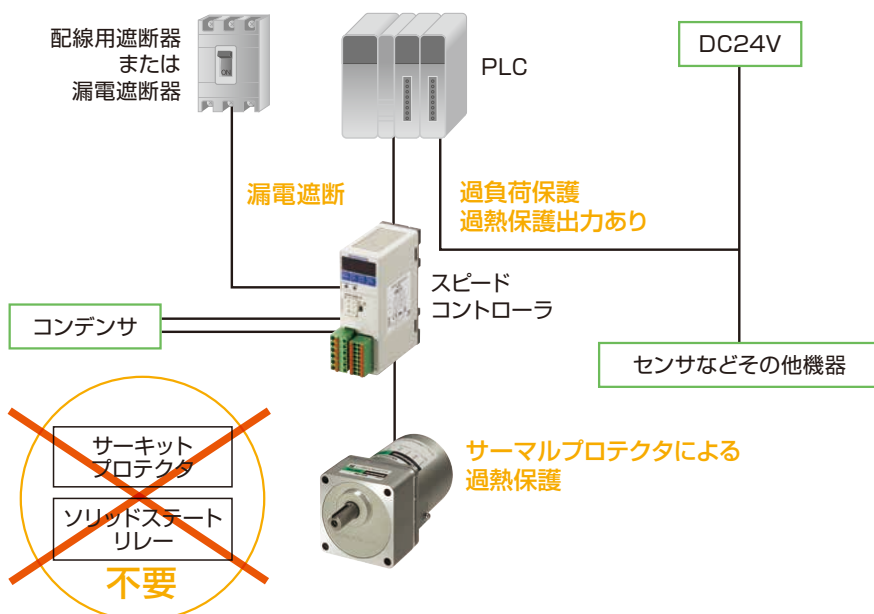 配線用遮断器
または
漏電遮断器
ON
PLC
DC24V
漏電遮断
過負荷保護
過熱保護出力あり
スピード
コントローラ
コンデンサ
センサなどその他機器
サーキット
プロテクタ
ソリッドステート
リレー
不要
サーマルプロテクタによる
過熱保護